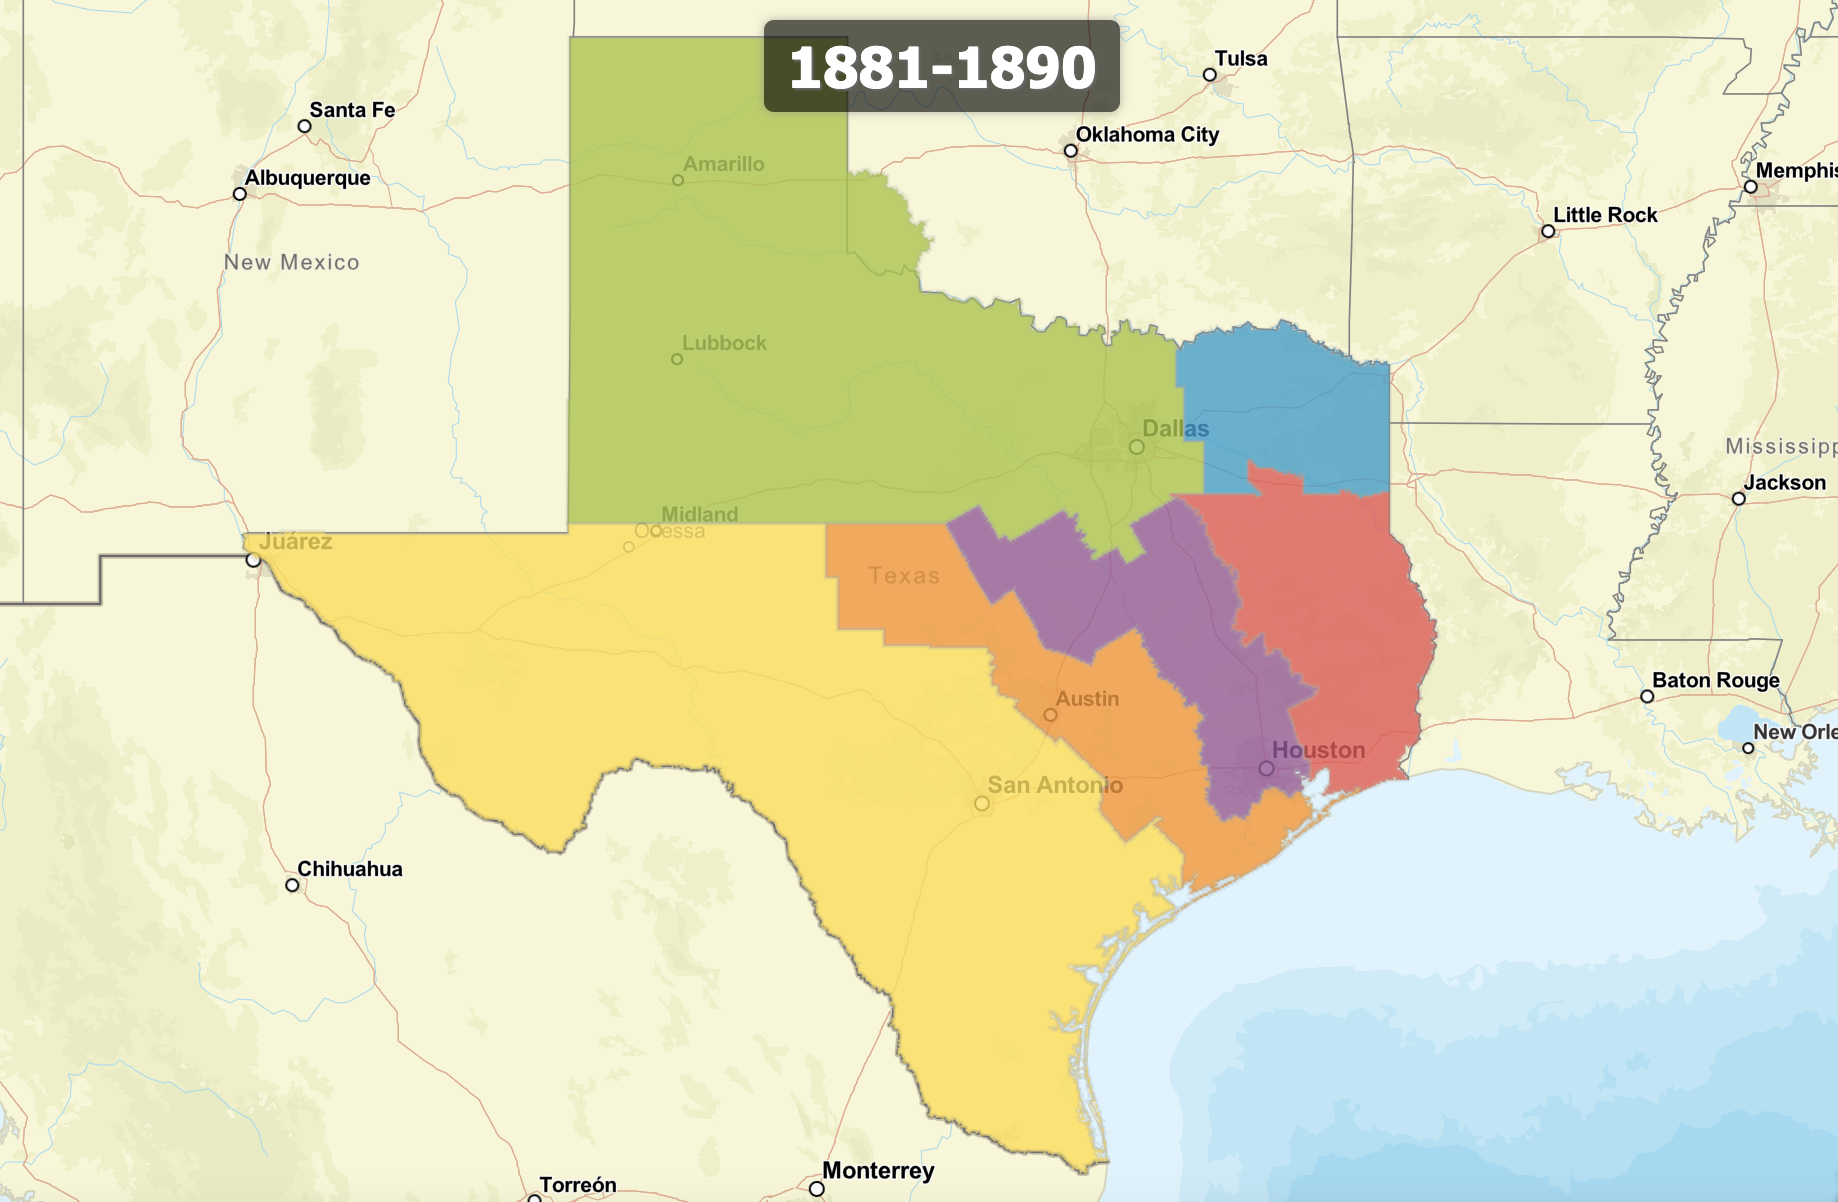 1881-1890
Tulsa
Santa Fe
Oklahoma City
Amarillo
Albuquerque
Memphis
Little Rock
New Mexico
Lubbock
Dallas
Mississipp
Jackson
Midland
Odessa
Juárez
Texas
Baton Rouge
Austin
New Orle
Houston
San Antonio
Chihuahua
Monterrey
Torreón